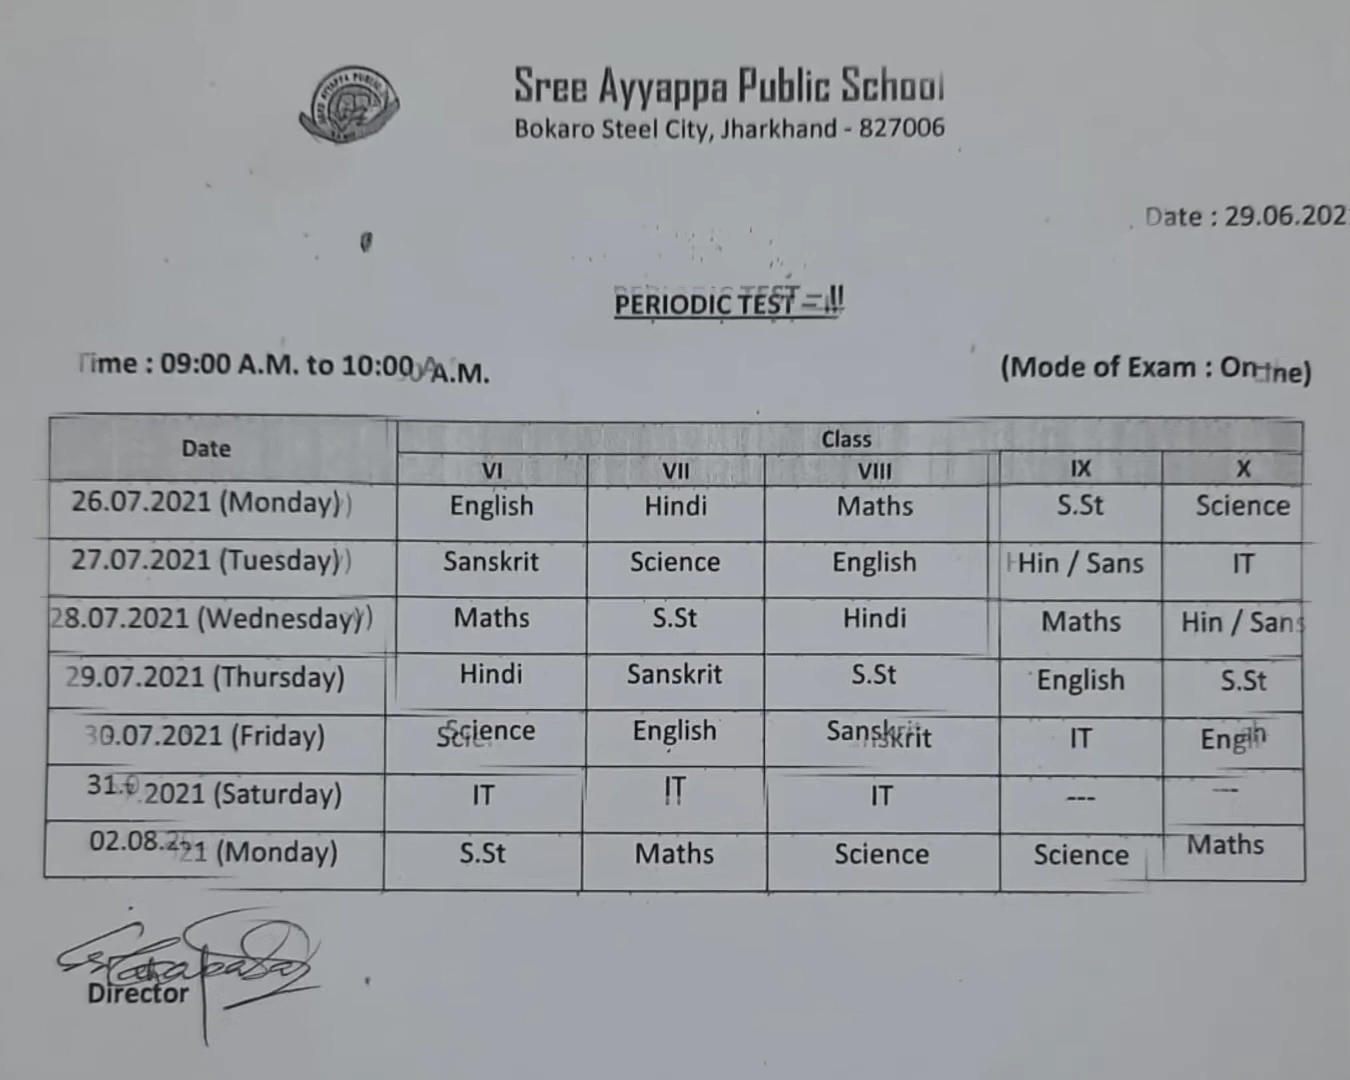 Sree Ayyappa Public School
Bokaro Steel City, Jharkhand - 827006
Date : 29.06.202
PERIODIC TEST – II
Time : 09:00 A.M. to 10:00 A.M.
(Mode of Exam : Online)
Date Class
VI VII VIII IX X
26.07.2021 (Monday) English Hindi Maths S.St Science
27.07.2021 (Tuesday) Sanskrit Science English Hin / Sans IT
28.07.2021 (Wednesday) Maths S.St Hindi Maths Hin / Sans
29.07.2021 (Thursday) Hindi Sanskrit S.St English S.St
30.07.2021 (Friday) Science English Sanskrit IT
31.0 2021 (Saturday) IT IT IT --- ---
02.08.2021 (Monday) S.St Maths Science Science Maths
Director